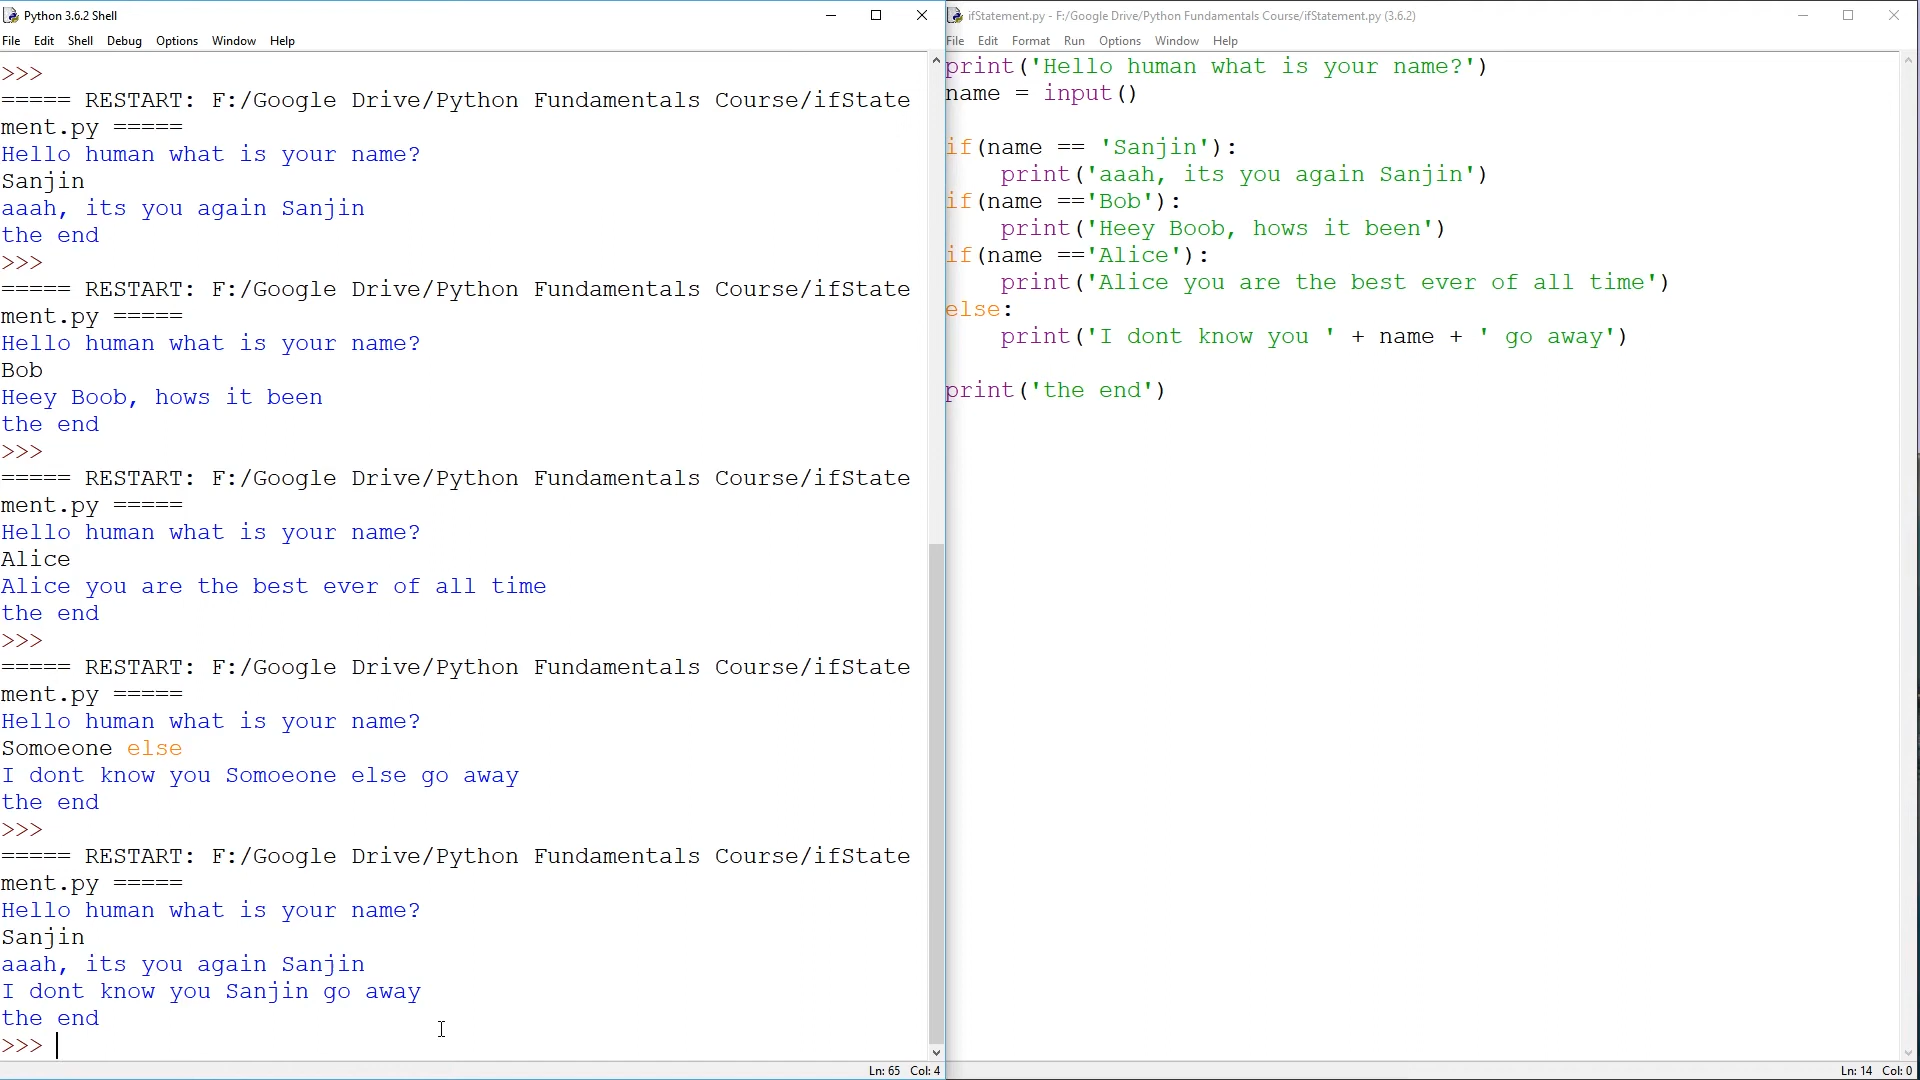 Python 3.6.2 Shell
File Edit Shell Debug Options Window Help
>>>
===== RESTART: F:/Google Drive/Python Fundamentals Course/ifState
ment.py =====
Hello human what is your name?
Sanjin
aaah, its you again Sanjin
the end
>>>
===== RESTART: F:/Google Drive/Python Fundamentals Course/ifState
ment.py =====
Hello human what is your name?
Bob
Heey Boob, hows it been
the end
>>>
===== RESTART: F:/Google Drive/Python Fundamentals Course/ifState
ment.py =====
Hello human what is your name?
Alice
Alice you are the best ever of all time
the end
>>>
===== RESTART: F:/Google Drive/Python Fundamentals Course/ifState
ment.py =====
Hello human what is your name?
Somoeone else
I dont know you Somoeone else go away
the end
>>>
===== RESTART: F:/Google Drive/Python Fundamentals Course/ifState
ment.py =====
Hello human what is your name?
Sanjin
aaah, its you again Sanjin
I dont know you Sanjin go away
the end
>>>
Ln: 65 Col: 4
ifStatement.py - F:/Google Drive/Python Fundamentals Course/ifStatement.py (3.6.2)
File Edit Format Run Options Window Help
print('Hello human what is your name?')
name = input()
if(name == 'Sanjin'):
    print('aaah, its you again Sanjin')
if(name =='Bob'):
    print('Heey Boob, hows it been')
if(name =='Alice'):
    print('Alice you are the best ever of all time')
else:
    print('I dont know you ' + name + ' go away')
print('the end')
Ln: 14 Col: 0